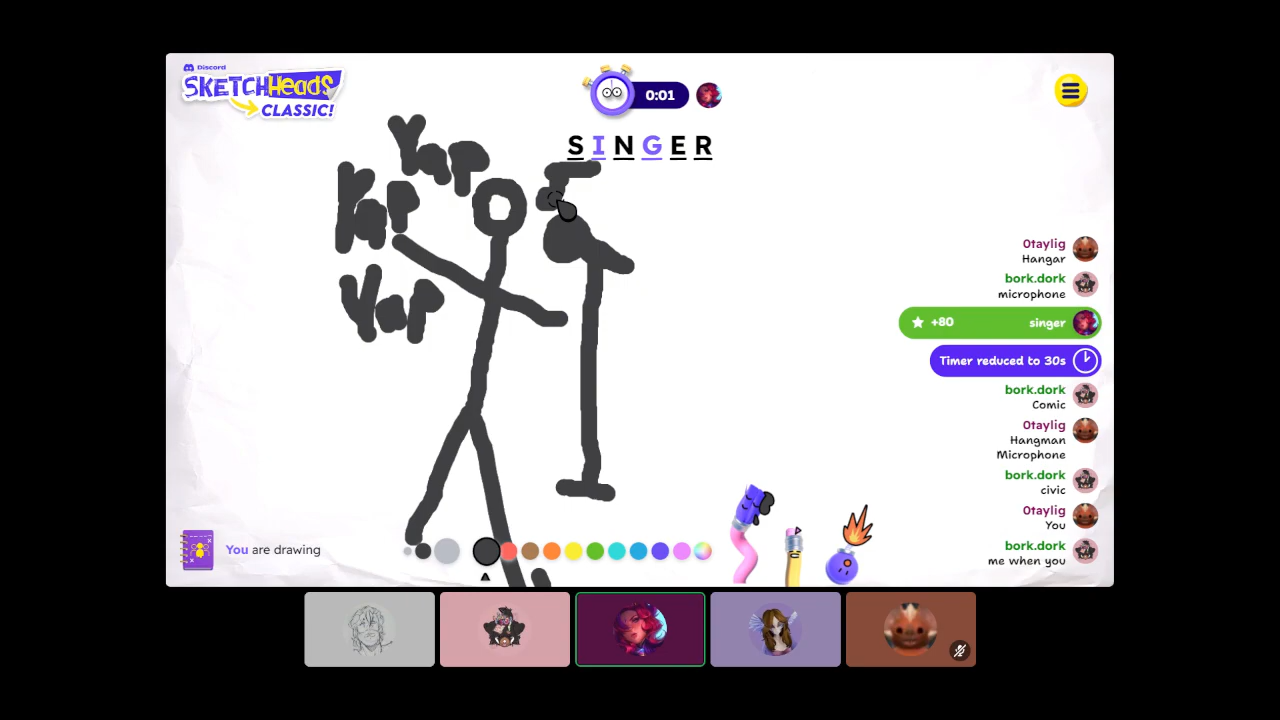 Discord
SKETCHHeadS
CLASSIC!
0:01
SINGER
Yap
Yap
Yap
Otaylig
Hangar
bork.dork
microphone
+80 singer
Timer reduced to 30s
bork.dork
Comic
Otaylig
Hangman
Microphone
bork.dork
civic
Otaylig
You
bork.dork
me when you
You are drawing